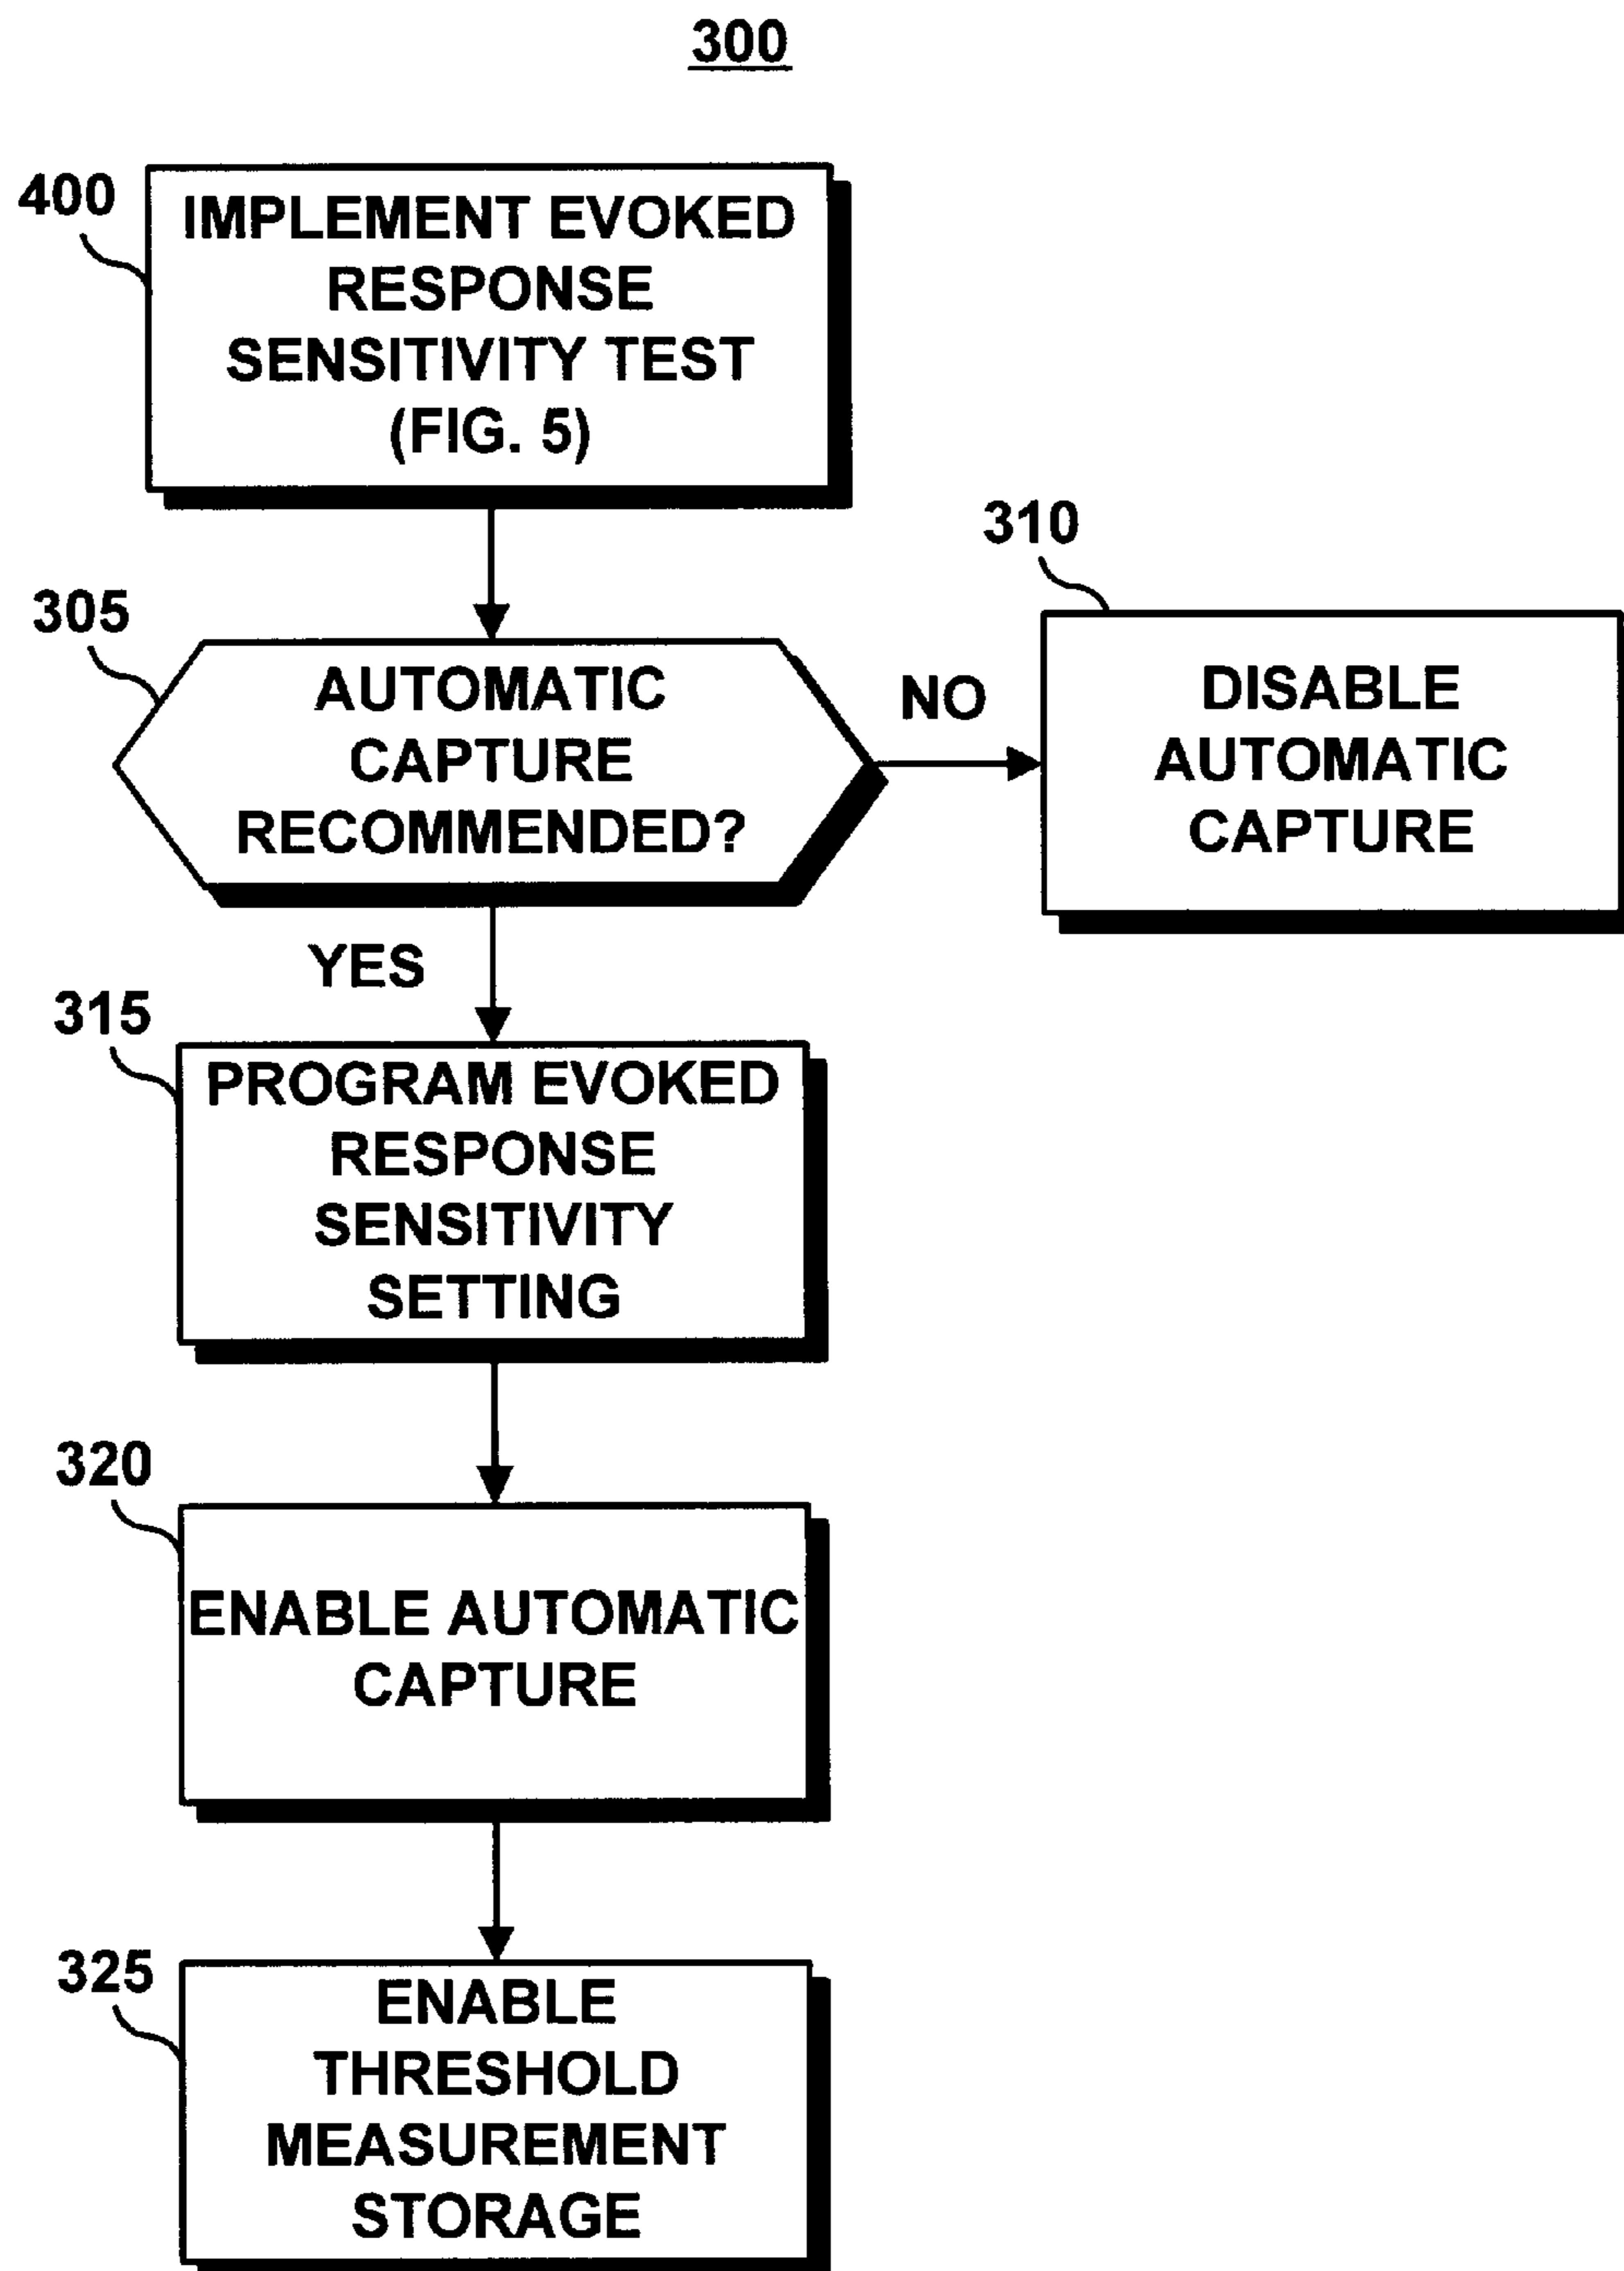 300
400
IMPLEMENT EVOKED
RESPONSE
SENSITIVITY TEST
(FIG. 5)
305
AUTOMATIC
CAPTURE
RECOMMENDED?
NO
310
DISABLE
AUTOMATIC
CAPTURE
YES
315
PROGRAM EVOKED
RESPONSE
SENSITIVITY
SETTING
320
ENABLE AUTOMATIC
CAPTURE
325
ENABLE
THRESHOLD
MEASUREMENT
STORAGE